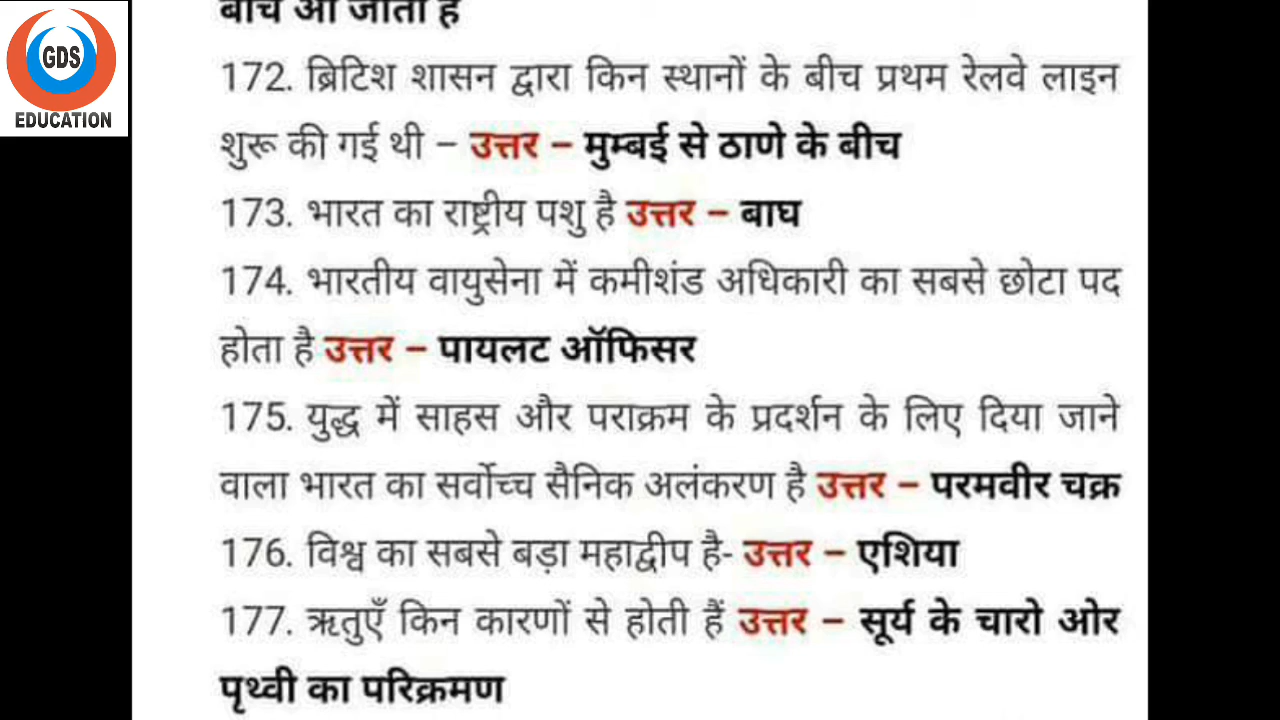 GDS
EDUCATION
बीच आ जाता है
172. ब्रिटिश शासन द्वारा किन स्थानों के बीच प्रथम रेलवे लाइन
शुरू की गई थी – उत्तर – मुम्बई से ठाणे के बीच
173. भारत का राष्ट्रीय पशु है उत्तर – बाघ
174. भारतीय वायुसेना में कमीशंड अधिकारी का सबसे छोटा पद
होता है उत्तर – पायलट ऑफिसर
175. युद्ध में साहस और पराक्रम के प्रदर्शन के लिए दिया जाने
वाला भारत का सर्वोच्च सैनिक अलंकरण है उत्तर – परमवीर चक्र
176. विश्व का सबसे बड़ा महाद्वीप है- उत्तर – एशिया
177. ऋतुएँ किन कारणों से होती हैं उत्तर – सूर्य के चारो ओर
पृथ्वी का परिक्रमण